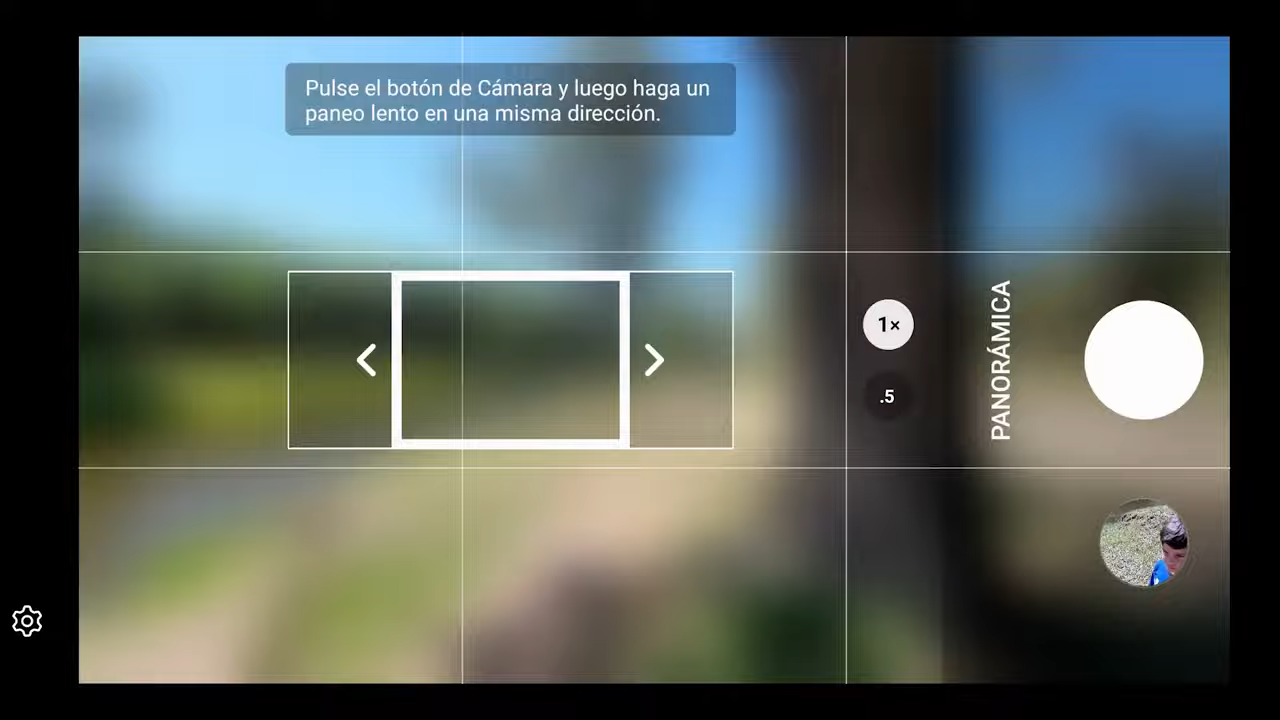 Pulse el botón de Cámara y luego haga un
paneo lento en una misma dirección.
1×
.5
PANORÁMICA